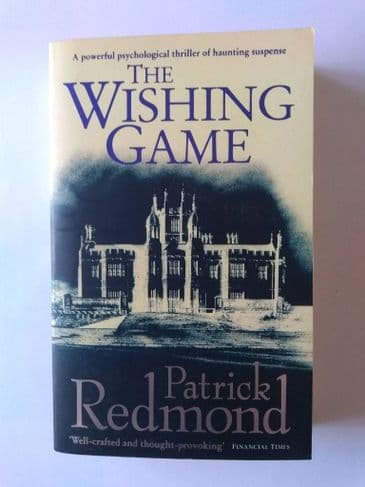 A powerful psychological thriller of haunting suspense
THE
WISHING
GAME
Patrick
Redmond
'Well-crafted and thought-provoking' FINANCIAL TIMES